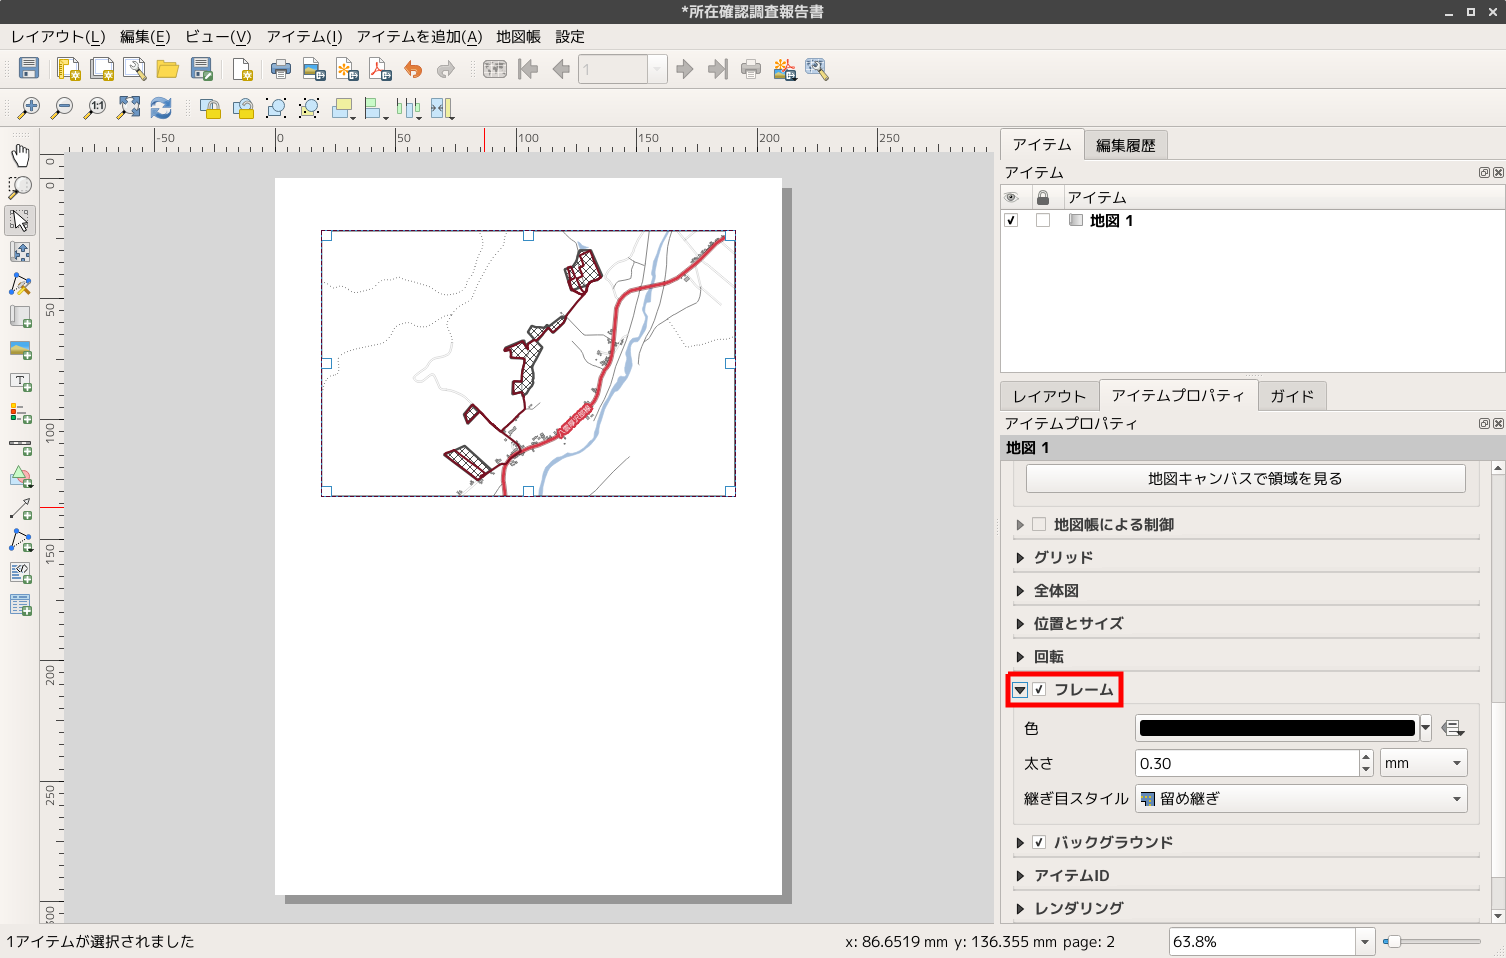 *所在確認調査報告書
レイアウト(L) 編集(E) ビュー(V) アイテム(I) アイテムを追加(A) 地図帳 設定
1
1:1
-50 0 50 100 150 200 250
0
0
50
100
150
200
250
300
アイテム 編集履歴
アイテム
アイテム
地図 1
レイアウト アイテムプロパティ ガイド
アイテムプロパティ
地図 1
地図キャンバスで領域を見る
地図帳による制御
グリッド
全体図
位置とサイズ
回転
フレーム
色
太さ 0.30 mm
継ぎ目スタイル 留め継ぎ
バックグラウンド
アイテムID
レンダリング
1アイテムが選択されました x: 86.6519 mm y: 136.355 mm page: 2 63.8%